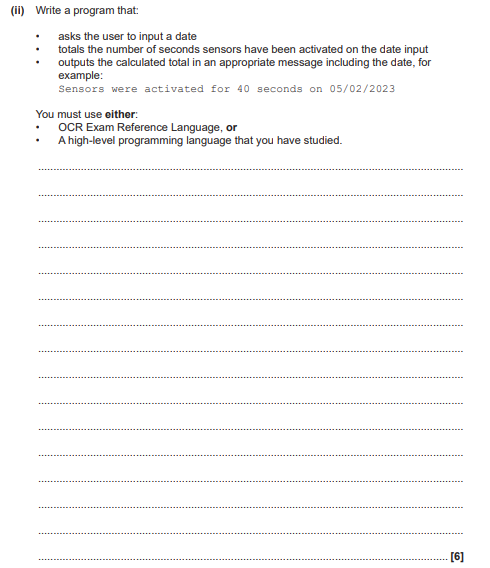 (ii) Write a program that:
• asks the user to input a date
• totals the number of seconds sensors have been activated on the date input
• outputs the calculated total in an appropriate message including the date, for
example:
Sensors were activated for 40 seconds on 05/02/2023
You must use either:
• OCR Exam Reference Language, or
• A high-level programming language that you have studied.
[6]